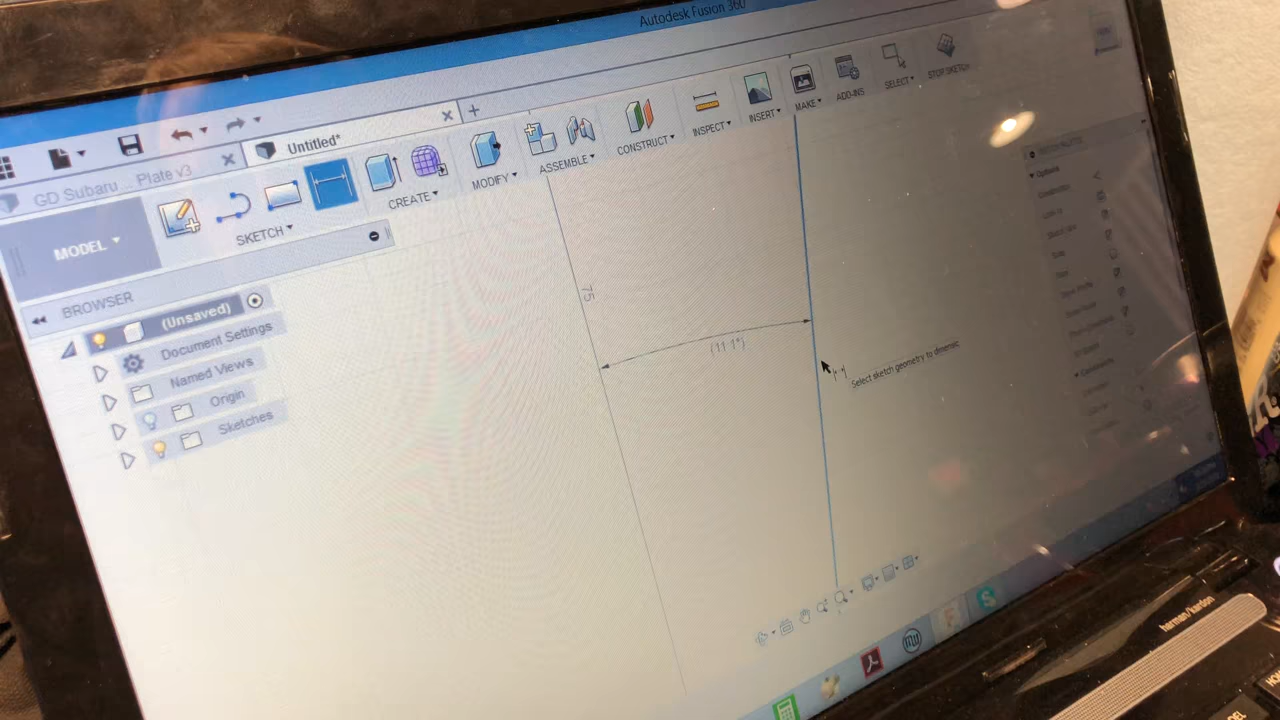 Autodesk Fusion 360
Untitled*
GD Subaru ... Plate v3
MODEL
SKETCH
CREATE
MODIFY
ASSEMBLE
CONSTRUCT
INSPECT
INSERT
MAKE
ADD-INS
SELECT
STOP SKETCH
BROWSER
(Unsaved)
Document Settings
Named Views
Origin
Sketches
75
(11.1°)
Select sketch geometry to dimensi
Options
harman/kardon